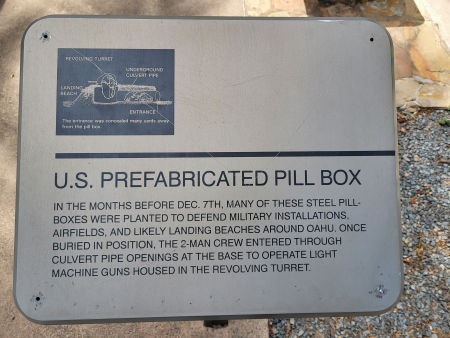 REVOLVING TURRET
UNDERGROUND
CULVERT PIPE
LANDING
BEACH
ENTRANCE
The entrance was concealed many yards away
from the pill box.
U.S. PREFABRICATED PILL BOX
IN THE MONTHS BEFORE DEC. 7TH, MANY OF THESE STEEL PILL-
BOXES WERE PLANTED TO DEFEND MILITARY INSTALLATIONS,
AIRFIELDS, AND LIKELY LANDING BEACHES AROUND OAHU. ONCE
BURIED IN POSITION, THE 2-MAN CREW ENTERED THROUGH
CULVERT PIPE OPENINGS AT THE BASE TO OPERATE LIGHT
MACHINE GUNS HOUSED IN THE REVOLVING TURRET.